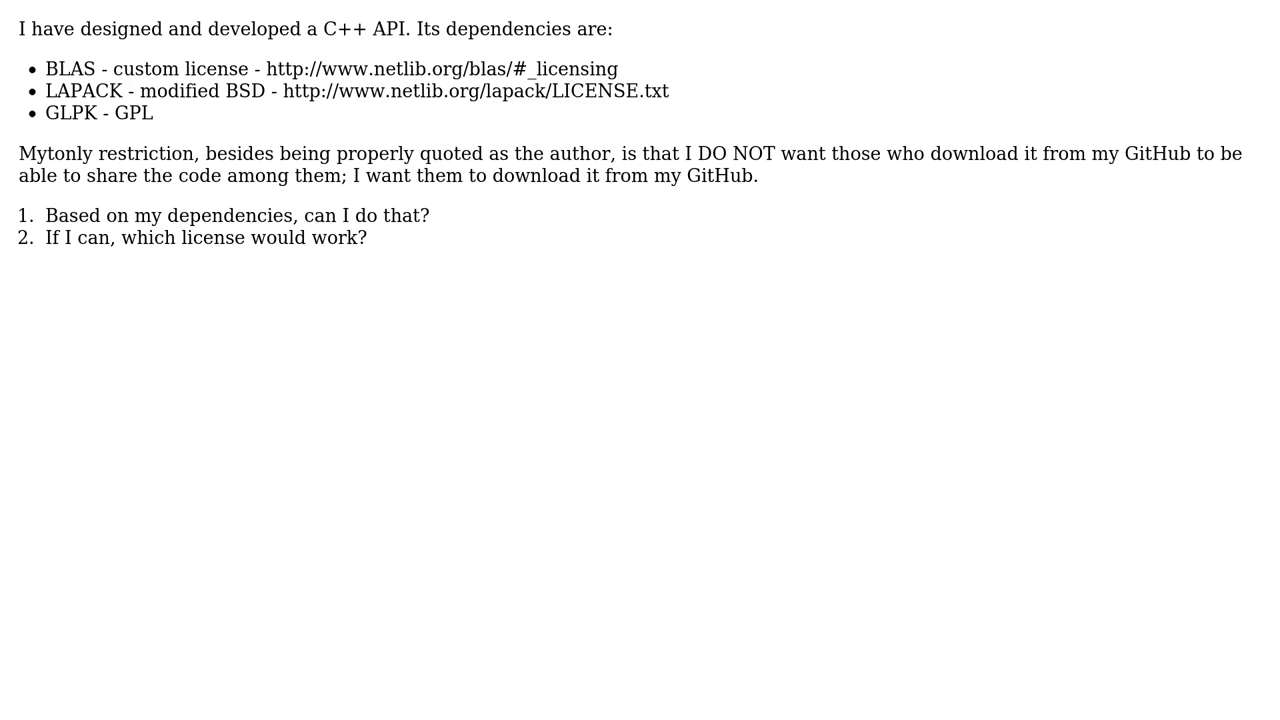 I have designed and developed a C++ API. Its dependencies are:
• BLAS - custom license - http://www.netlib.org/blas/#_licensing
• LAPACK - modified BSD - http://www.netlib.org/lapack/LICENSE.txt
• GLPK - GPL
Mytonly restriction, besides being properly quoted as the author, is that I DO NOT want those who download it from my GitHub to be
able to share the code among them; I want them to download it from my GitHub.
1. Based on my dependencies, can I do that?
2. If I can, which license would work?